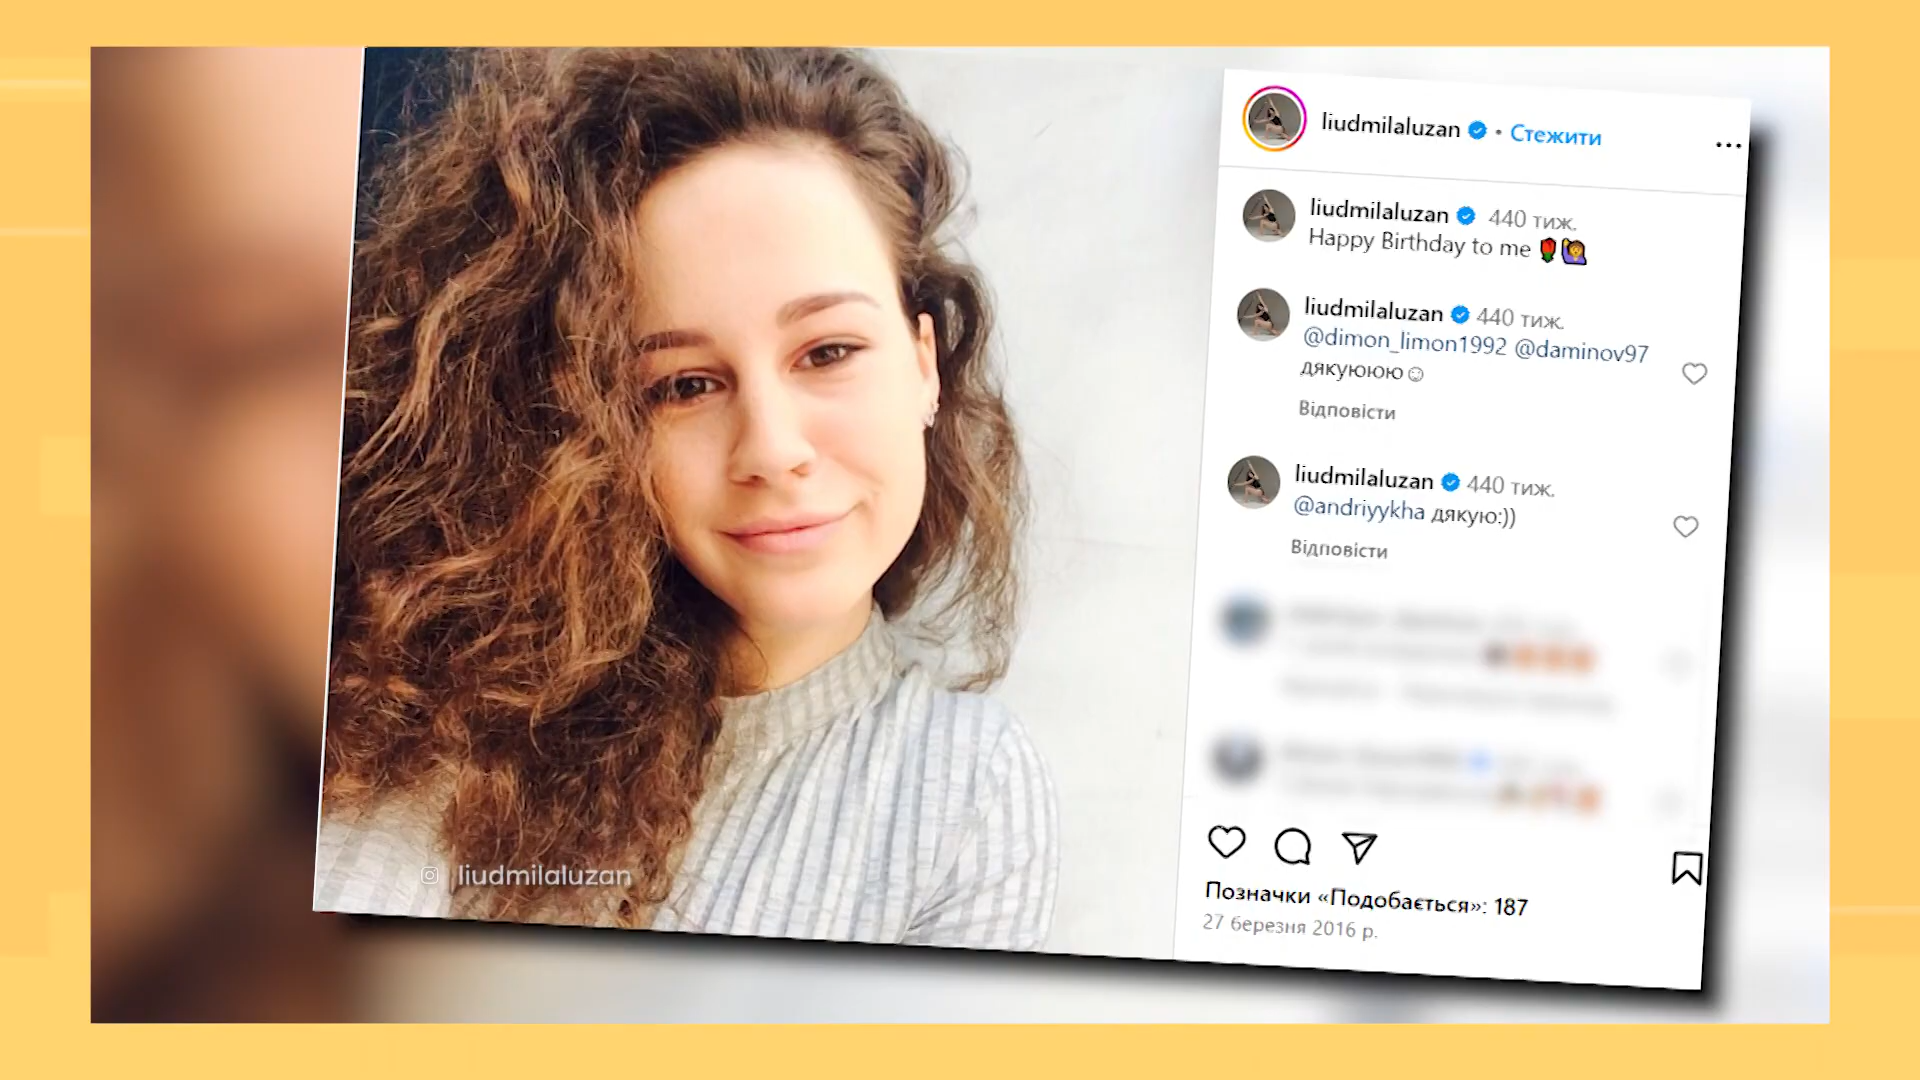 liudmilaluzan • Стежити
liudmilaluzan 440 тиж.
Happy Birthday to me 🌹🙋
liudmilaluzan 440 тиж.
@dimon_limon1992 @daminov97
дякуююю☺
Відповісти
liudmilaluzan 440 тиж.
@andriyykha дякую:))
Відповісти
Позначки «Подобається»: 187
27 березня 2016 р.
liudmilaluzan